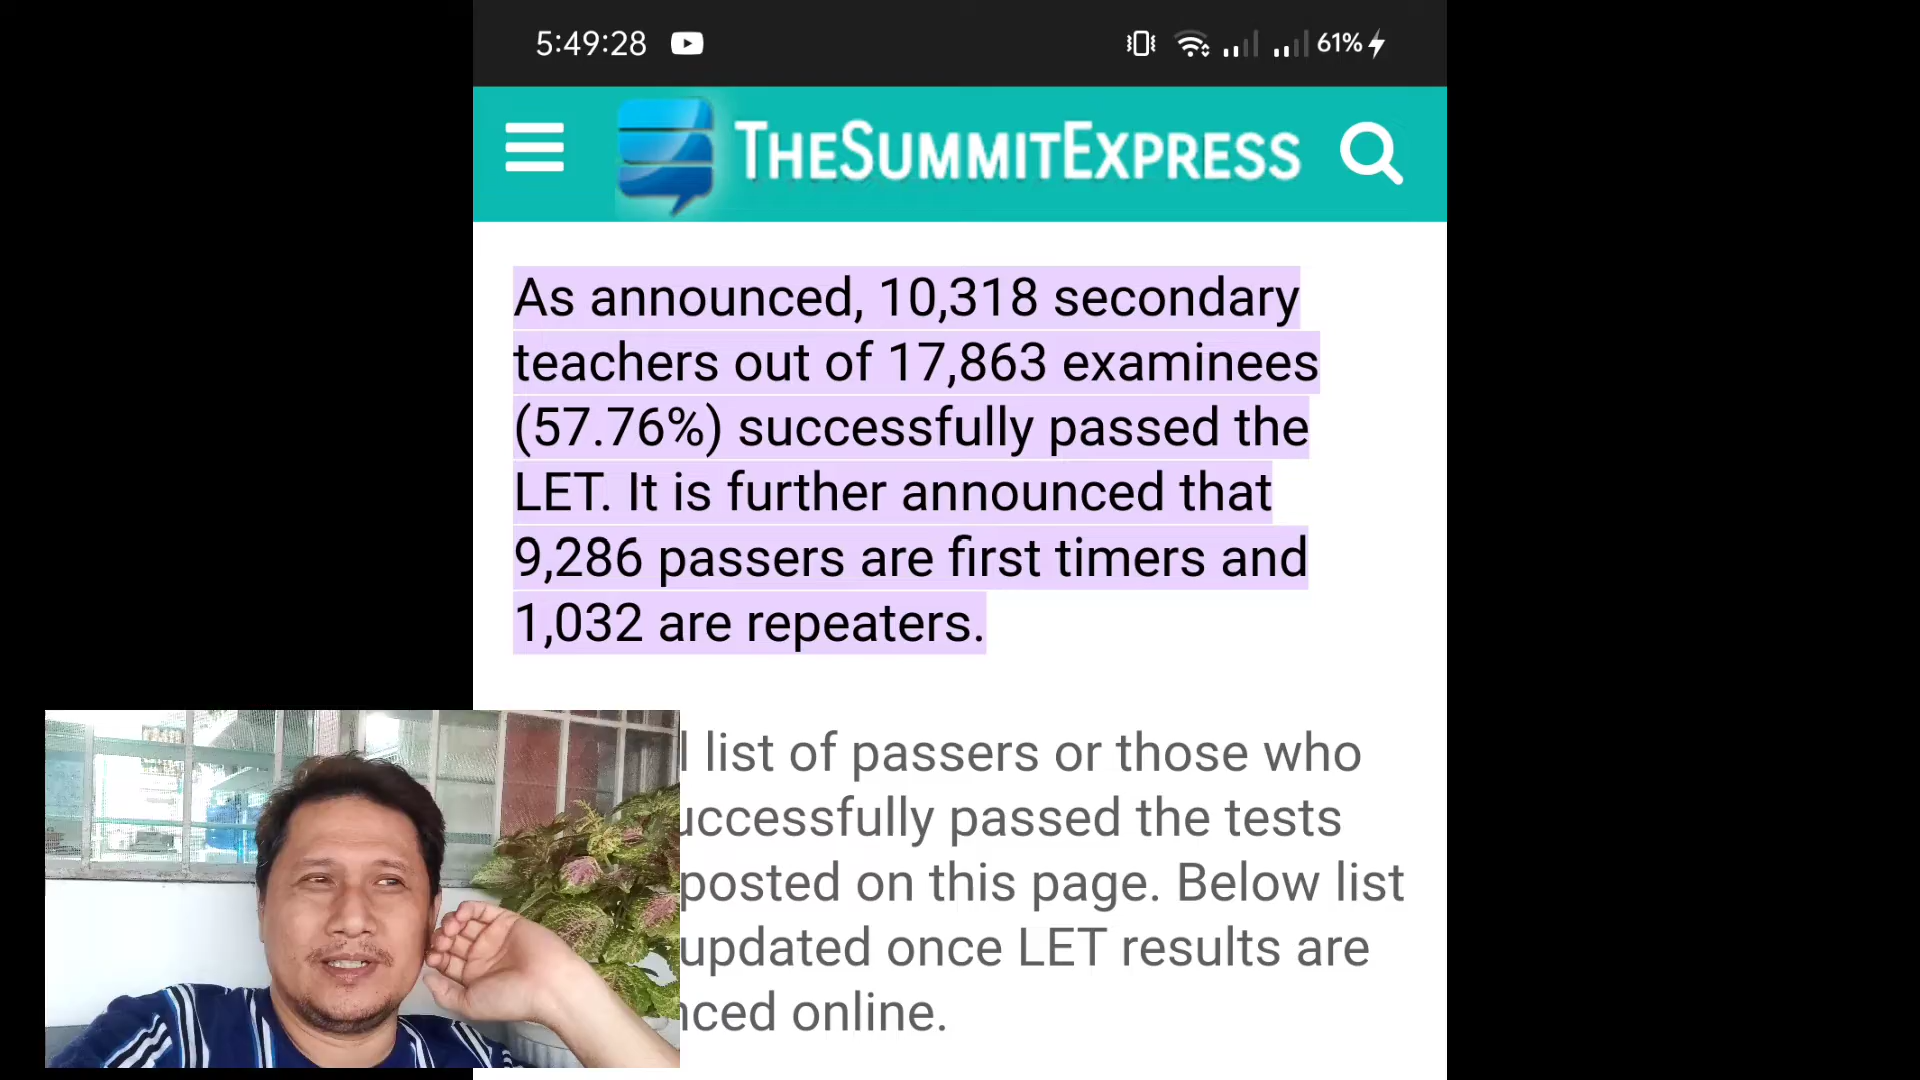 5:49:28
61%
THESUMMITEXPRESS
As announced, 10,318 secondary
teachers out of 17,863 examinees
(57.76%) successfully passed the
LET. It is further announced that
9,286 passers are first timers and
1,032 are repeaters.
list of passers or those who
successfully passed the tests
posted on this page. Below list
updated once LET results are
online.